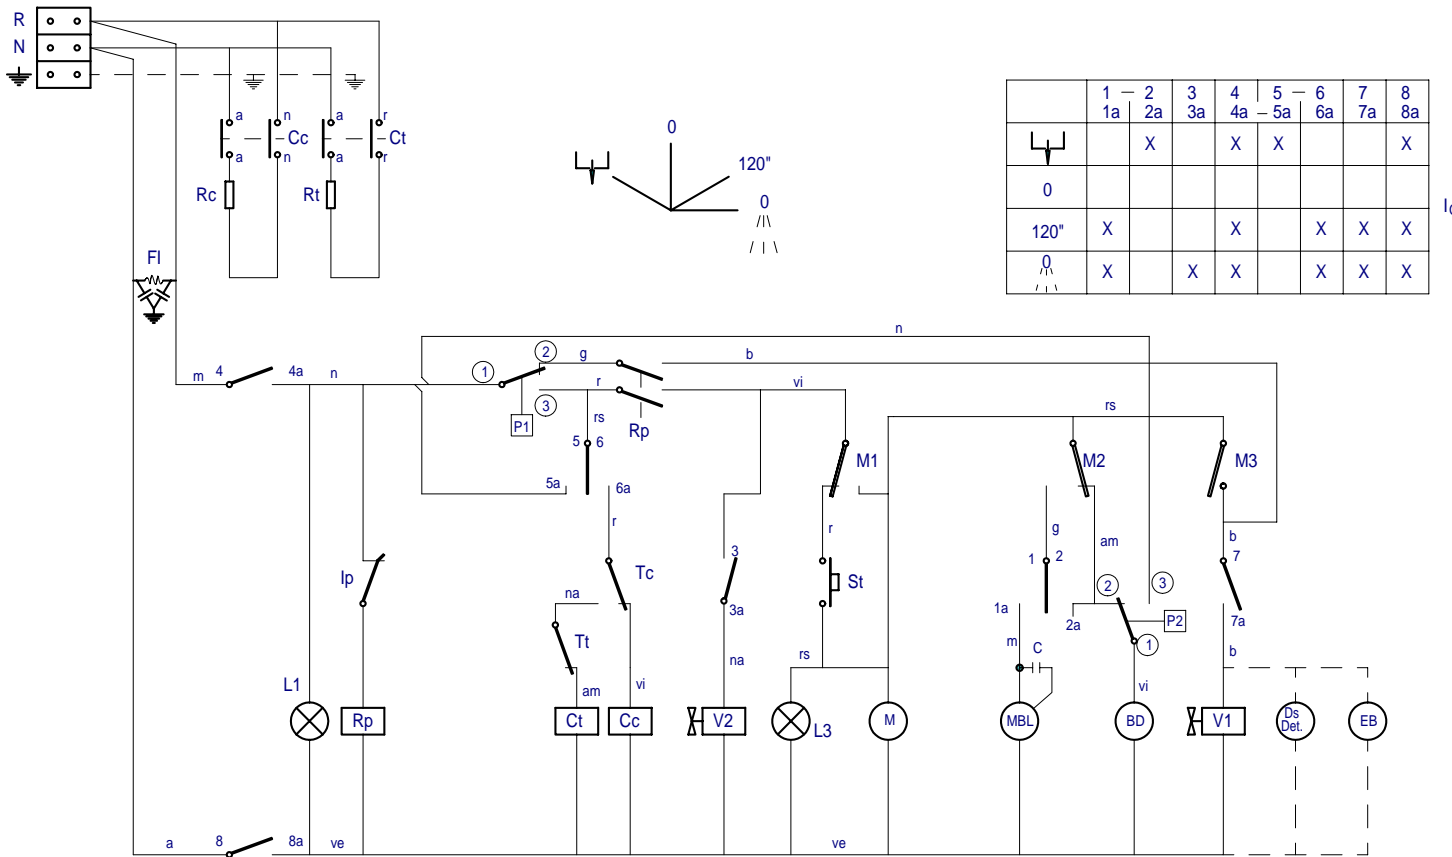 R
N
a n a r
Cc Ct
a n a r
Rc Rt
FI
0
120"
0
1 – 2 3 4 5 – 6 7 8
1a 2a 3a 4a – 5a 6a 7a 8a
X X X X
0
120" X X X X X
0 X X X X X X
n
m 4 4a n 1 2 g b
r vi
3
P1 rs Rp rs
5 6 M1 M2 M3
5a 6a
r r g am b
3 1 2 7
Ip Tc St 2 3
na 3a 1a 2a P2 7a
Tt 1
na rs m C b
am vi vi
L1 Rp Ct Cc V2 L3 M MBL BD V1 Ds Det. EB
a 8 8a ve ve